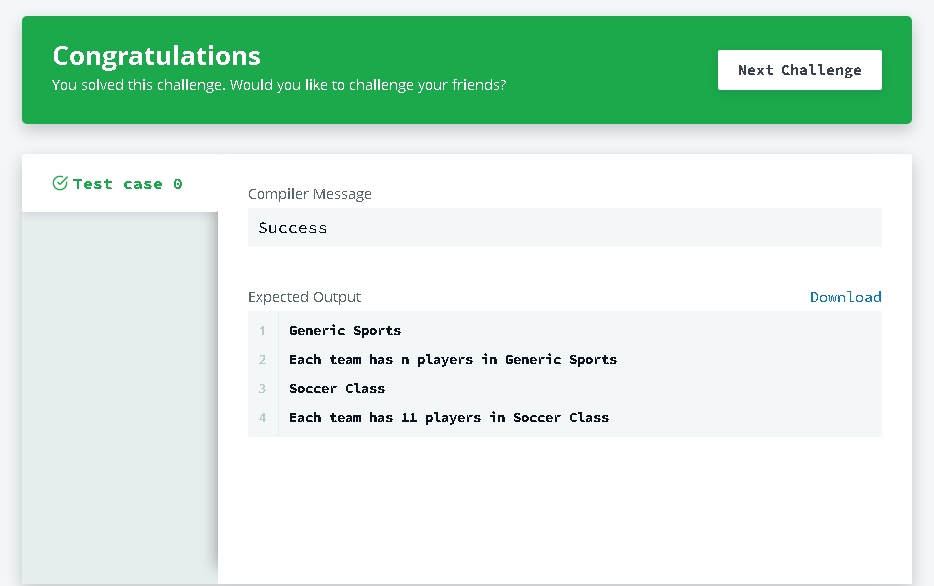 Congratulations
You solved this challenge. Would you like to challenge your friends?
Next Challenge
Test case 0
Compiler Message
Success
Expected Output
Download
1 Generic Sports
2 Each team has n players in Generic Sports
3 Soccer Class
4 Each team has 11 players in Soccer Class